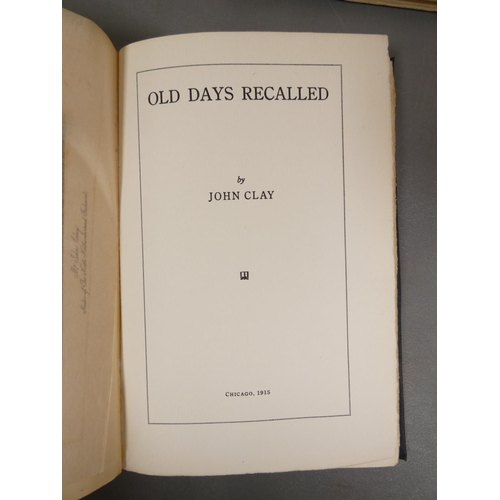 OLD DAYS RECALLED
by
JOHN CLAY
CHICAGO, 1915